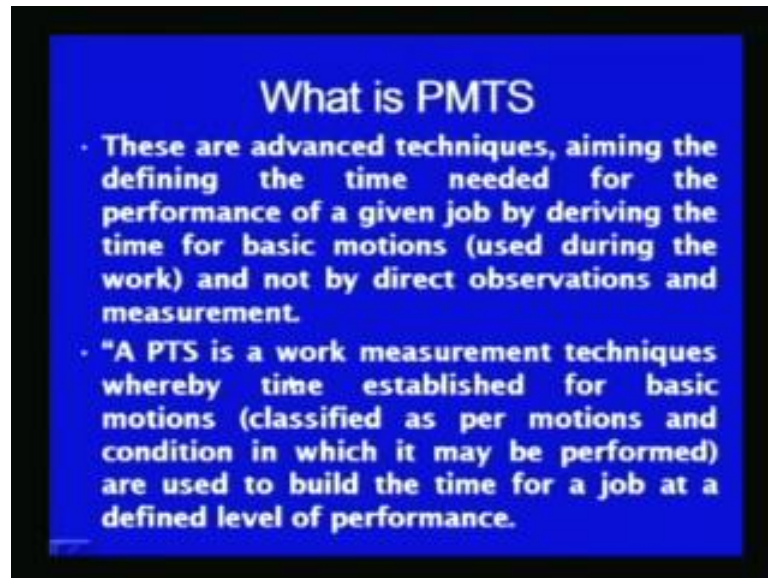 What is PMTS
· These are advanced techniques, aiming the
defining the time needed for the
performance of a given job by deriving the
time for basic motions (used during the
work) and not by direct observations and
measurement.
· "A PTS is a work measurement techniques
whereby time established for basic
motions (classified as per motions and
condition in which it may be performed)
are used to build the time for a job at a
defined level of performance.